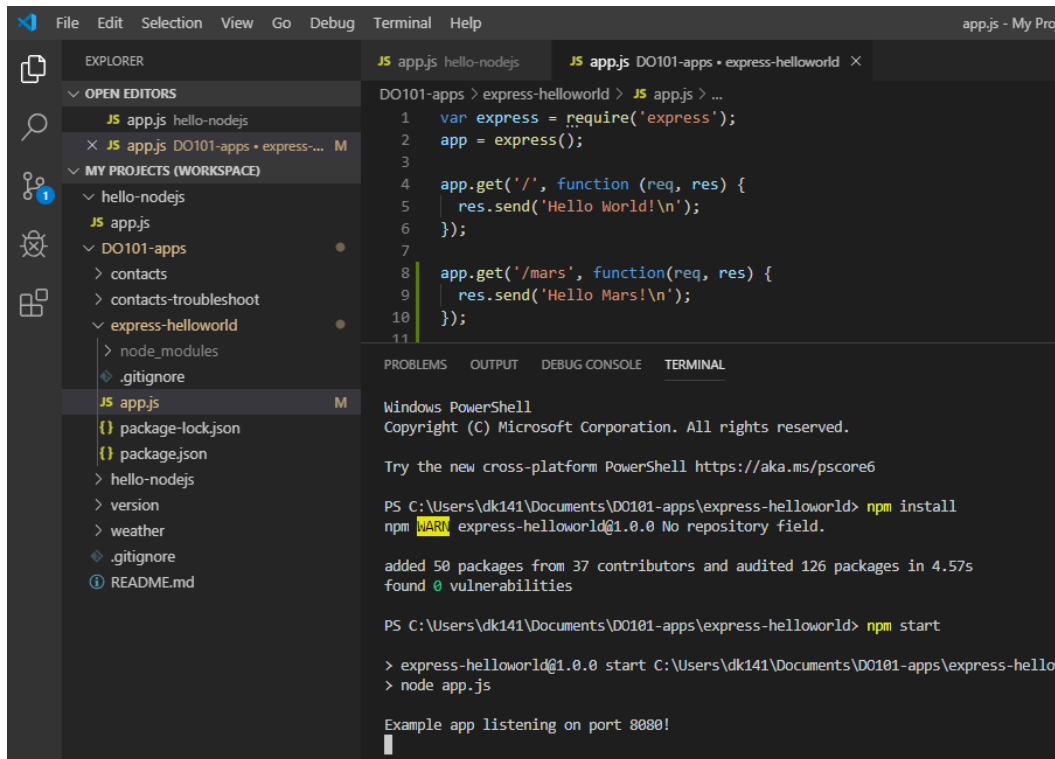 File Edit Selection View Go Debug Terminal Help app.js - My Pro
EXPLORER
OPEN EDITORS
JS app.js hello-nodejs
× JS app.js DO101-apps • express-... M
MY PROJECTS (WORKSPACE)
hello-nodejs
JS app.js
DO101-apps
contacts
contacts-troubleshoot
express-helloworld
node_modules
.gitignore
JS app.js M
{} package-lock.json
{} package.json
hello-nodejs
version
weather
.gitignore
README.md
1
JS app.js hello-nodejs JS app.js DO101-apps • express-helloworld ×
DO101-apps > express-helloworld > JS app.js > ...
1 var express = require('express');
2 app = express();
3
4 app.get('/', function (req, res) {
5 res.send('Hello World!\n');
6 });
7
8 app.get('/mars', function(req, res) {
9 res.send('Hello Mars!\n');
10 });
11
PROBLEMS OUTPUT DEBUG CONSOLE TERMINAL
Windows PowerShell
Copyright (C) Microsoft Corporation. All rights reserved.
Try the new cross-platform PowerShell https://aka.ms/pscore6
PS C:\Users\dk141\Documents\DO101-apps\express-helloworld> npm install
npm WARN express-helloworld@1.0.0 No repository field.
added 50 packages from 37 contributors and audited 126 packages in 4.57s
found 0 vulnerabilities
PS C:\Users\dk141\Documents\DO101-apps\express-helloworld> npm start
> express-helloworld@1.0.0 start C:\Users\dk141\Documents\DO101-apps\express-hello
> node app.js
Example app listening on port 8080!